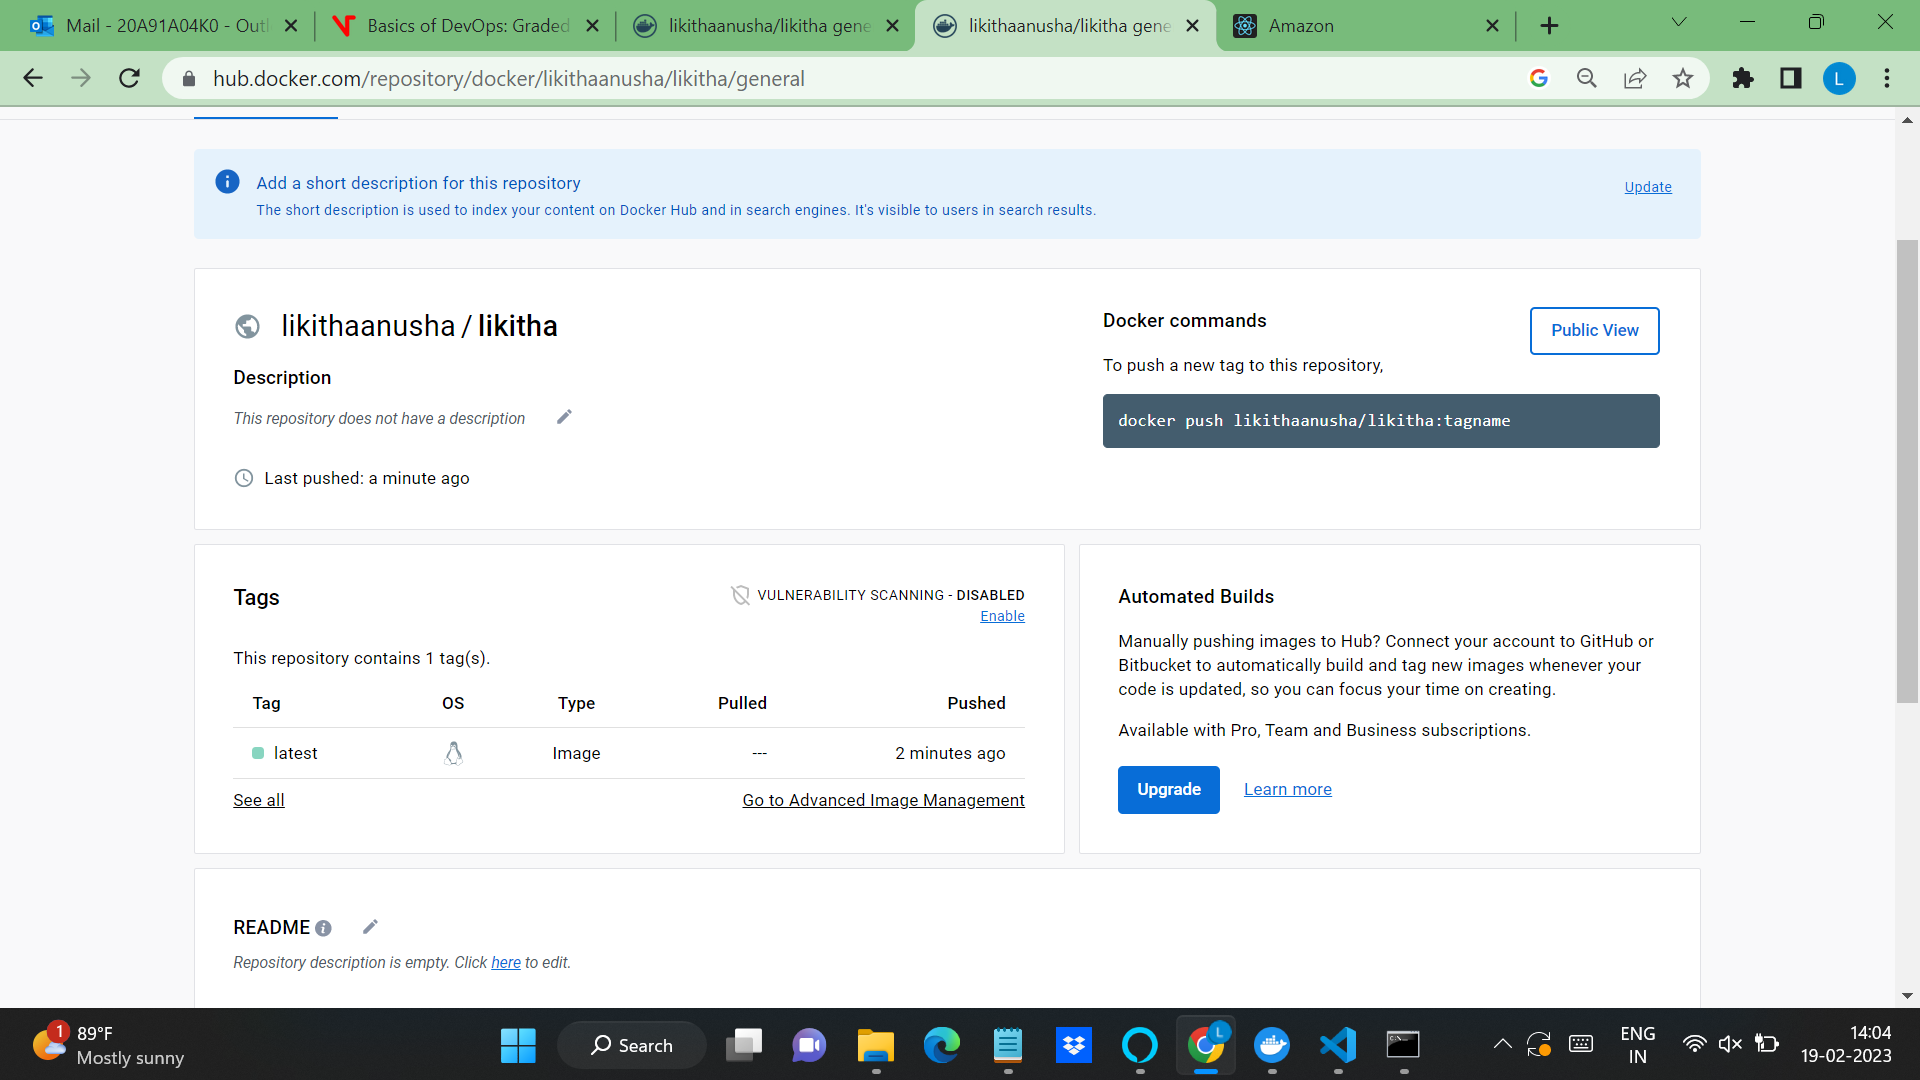 Mail - 20A91A04K0 - Outl
Basics of DevOps: Graded
likithaanusha/likitha gene
likithaanusha/likitha gene
Amazon
hub.docker.com/repository/docker/likithaanusha/likitha/general
L
Add a short description for this repository
Update
The short description is used to index your content on Docker Hub and in search engines. It's visible to users in search results.
likithaanusha / likitha
Description
This repository does not have a description
Last pushed: a minute ago
Docker commands
Public View
To push a new tag to this repository,
docker push likithaanusha/likitha:tagname
Tags
VULNERABILITY SCANNING - DISABLED
Enable
This repository contains 1 tag(s).
Tag OS Type Pulled Pushed
latest Image --- 2 minutes ago
See all
Go to Advanced Image Management
Automated Builds
Manually pushing images to Hub? Connect your account to GitHub or
Bitbucket to automatically build and tag new images whenever your
code is updated, so you can focus your time on creating.
Available with Pro, Team and Business subscriptions.
Upgrade
Learn more
README
Repository description is empty. Click here to edit.
1
89°F
Mostly sunny
Search
L
ENG
IN
14:04
19-02-2023